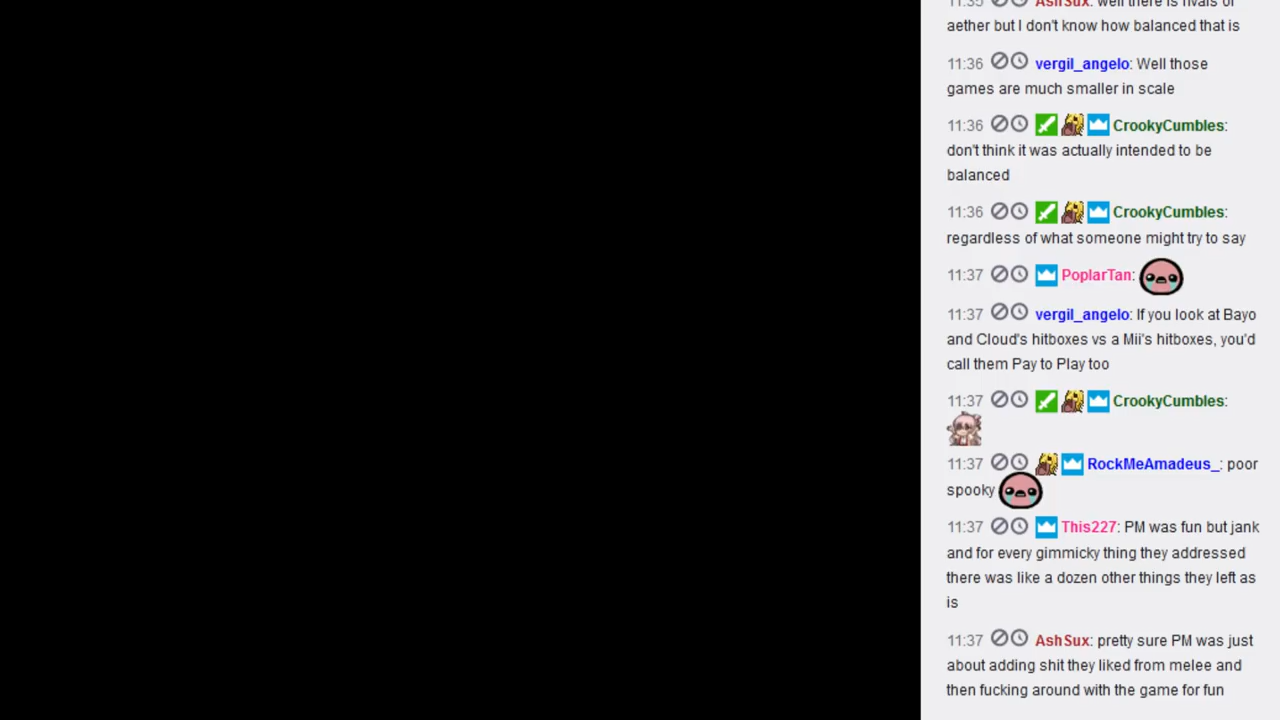 11:35 AshSux: well there is rivals of
aether but I don't know how balanced that is
11:36 vergil_angelo: Well those
games are much smaller in scale
11:36 CrookyCumbles:
don't think it was actually intended to be
balanced
11:36 CrookyCumbles:
regardless of what someone might try to say
11:37 PoplarTan:
11:37 vergil_angelo: If you look at Bayo
and Cloud's hitboxes vs a Mii's hitboxes, you'd
call them Pay to Play too
11:37 CrookyCumbles:
11:37 RockMeAmadeus_: poor
spooky
11:37 This227: PM was fun but jank
and for every gimmicky thing they addressed
there was like a dozen other things they left as
is
11:37 AshSux: pretty sure PM was just
about adding shit they liked from melee and
then fucking around with the game for fun